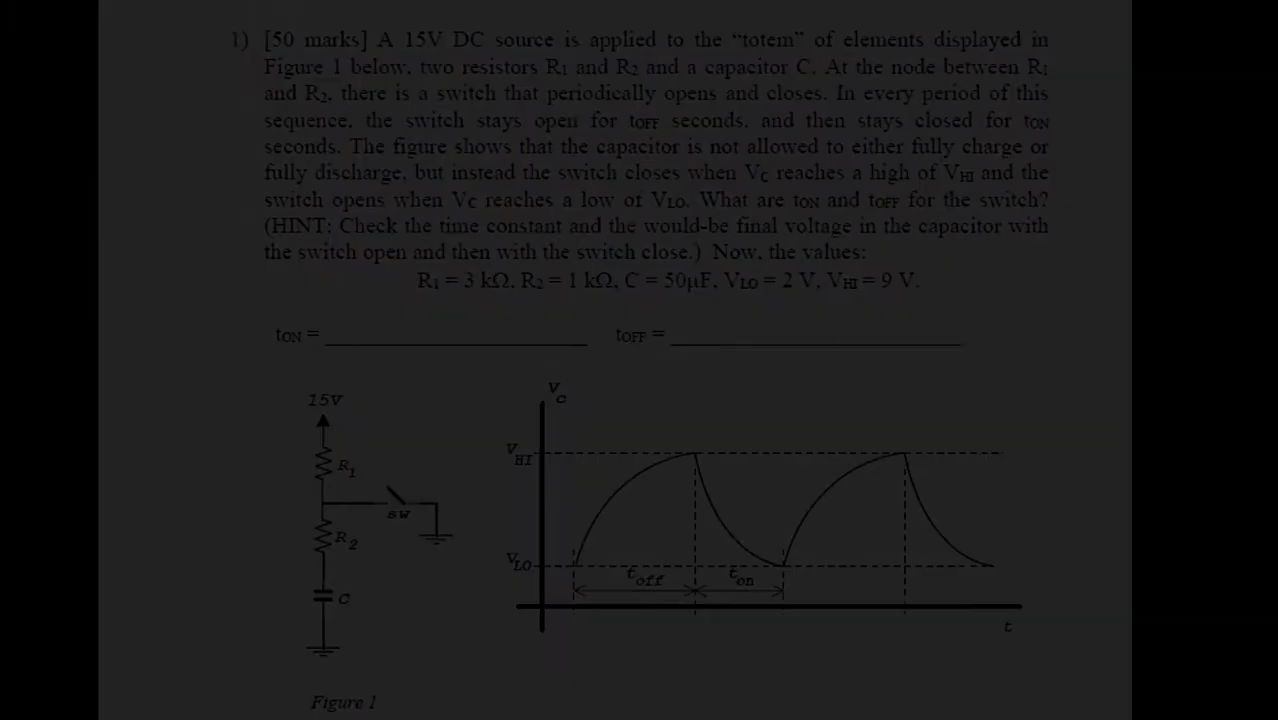 1) [50 marks] A 15V DC source is applied to the “totem” of elements displayed in
Figure 1 below, two resistors R1 and R2 and a capacitor C. At the node between R1
and R2, there is a switch that periodically opens and closes. In every period of this
sequence, the switch stays open for tOFF seconds, and then stays closed for tON
seconds. The figure shows that the capacitor is not allowed to either fully charge or
fully discharge, but instead the switch closes when VC reaches a high of VHI and the
switch opens when VC reaches a low of VLO. What are tON and tOFF for the switch?
(HINT: Check the time constant and the would-be final voltage in the capacitor with
the switch open and then with the switch close.) Now, the values:
R1 = 3 kΩ, R2 = 1 kΩ, C = 50μF, VLO = 2 V, VHI = 9 V.
tON = tOFF =
15V
R1
sw
R2
C
Figure 1
VC
VHI
VLO
toff ton
t